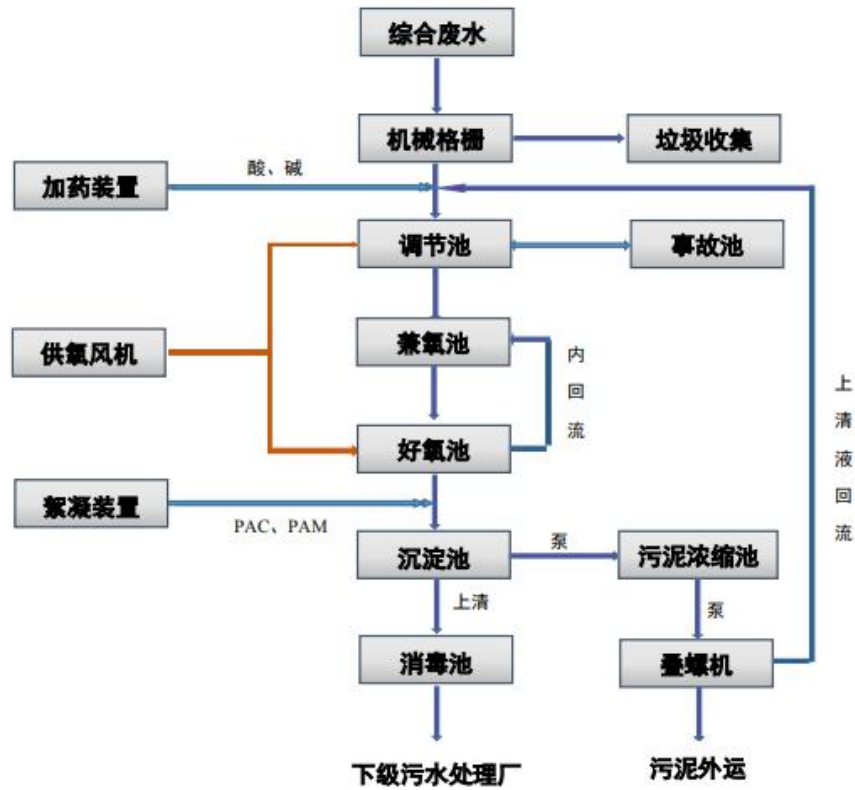 综合废水
机械格栅
垃圾收集
酸、碱
加药装置
调节池
事故池
供氧风机
兼氧池
内回流
上清液回流
好氧池
絮凝装置
PAC、PAM
沉淀池
泵
污泥浓缩池
上清
泵
消毒池
叠螺机
下级污水处理厂
污泥外运